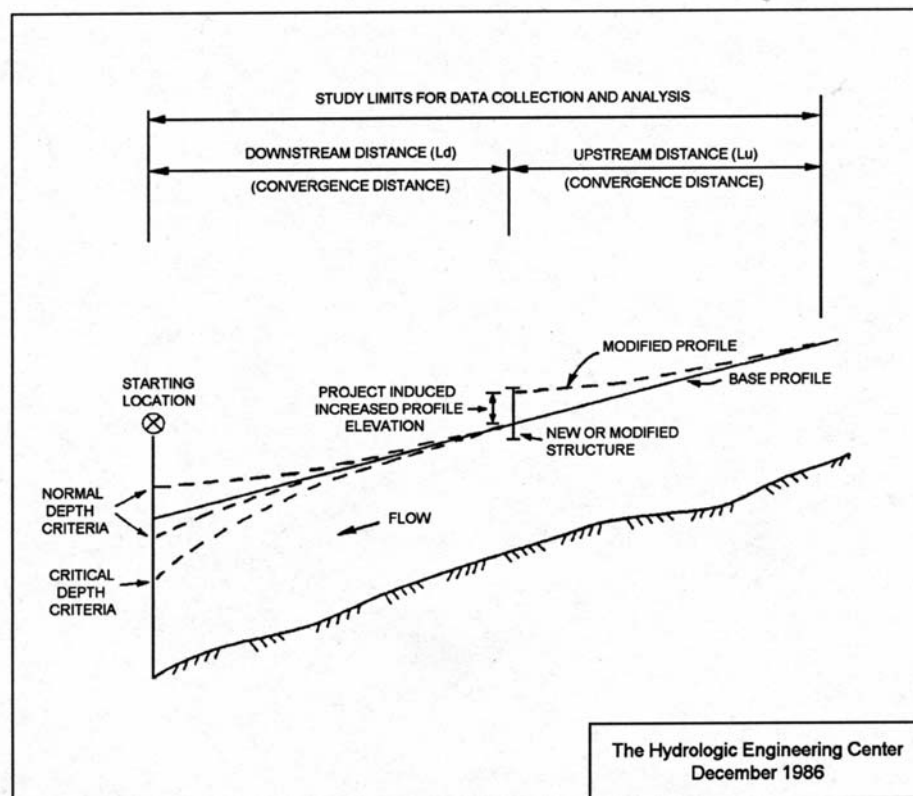 STUDY LIMITS FOR DATA COLLECTION AND ANALYSIS
DOWNSTREAM DISTANCE (Ld)
(CONVERGENCE DISTANCE)
UPSTREAM DISTANCE (Lu)
(CONVERGENCE DISTANCE)
MODIFIED PROFILE
BASE PROFILE
STARTING
LOCATION
PROJECT INDUCED
INCREASED PROFILE
ELEVATION
NEW OR MODIFIED
STRUCTURE
NORMAL
DEPTH
CRITERIA
FLOW
CRITICAL
DEPTH
CRITERIA
The Hydrologic Engineering Center
December 1986